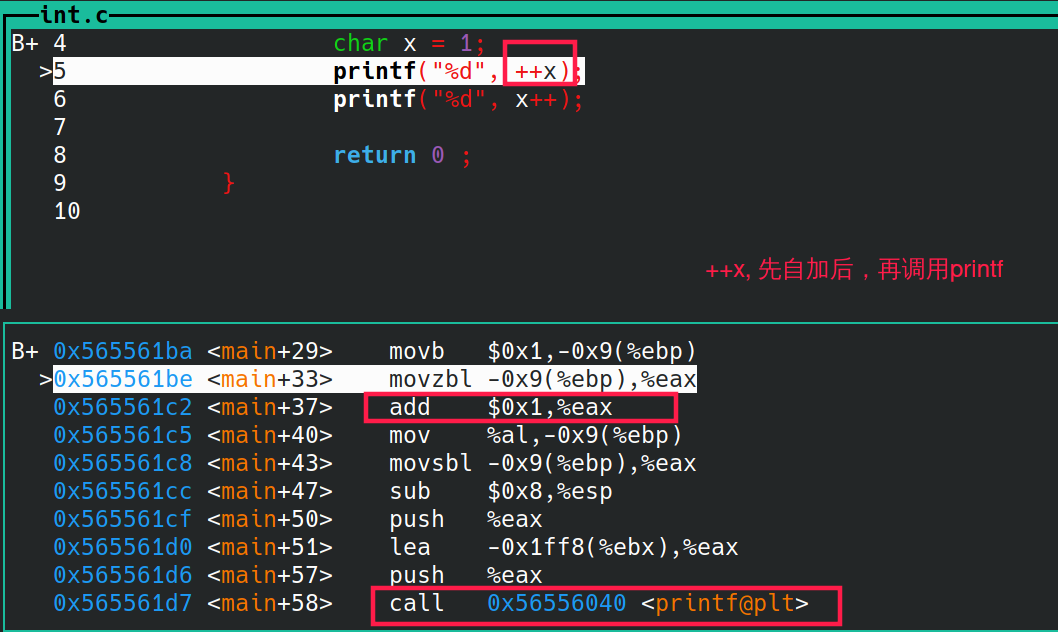 int.c
B+ 4 char x = 1;
>5 printf("%d", ++x);
6 printf("%d", x++);
7
8 return 0 ;
9 }
10
++x, 先自加后，再调用printf
B+ 0x565561ba <main+29> movb $0x1,-0x9(%ebp)
>0x565561be <main+33> movzbl -0x9(%ebp),%eax
0x565561c2 <main+37> add $0x1,%eax
0x565561c5 <main+40> mov %al,-0x9(%ebp)
0x565561c8 <main+43> movsbl -0x9(%ebp),%eax
0x565561cc <main+47> sub $0x8,%esp
0x565561cf <main+50> push %eax
0x565561d0 <main+51> lea -0x1ff8(%ebx),%eax
0x565561d6 <main+57> push %eax
0x565561d7 <main+58> call 0x56556040 <printf@plt>